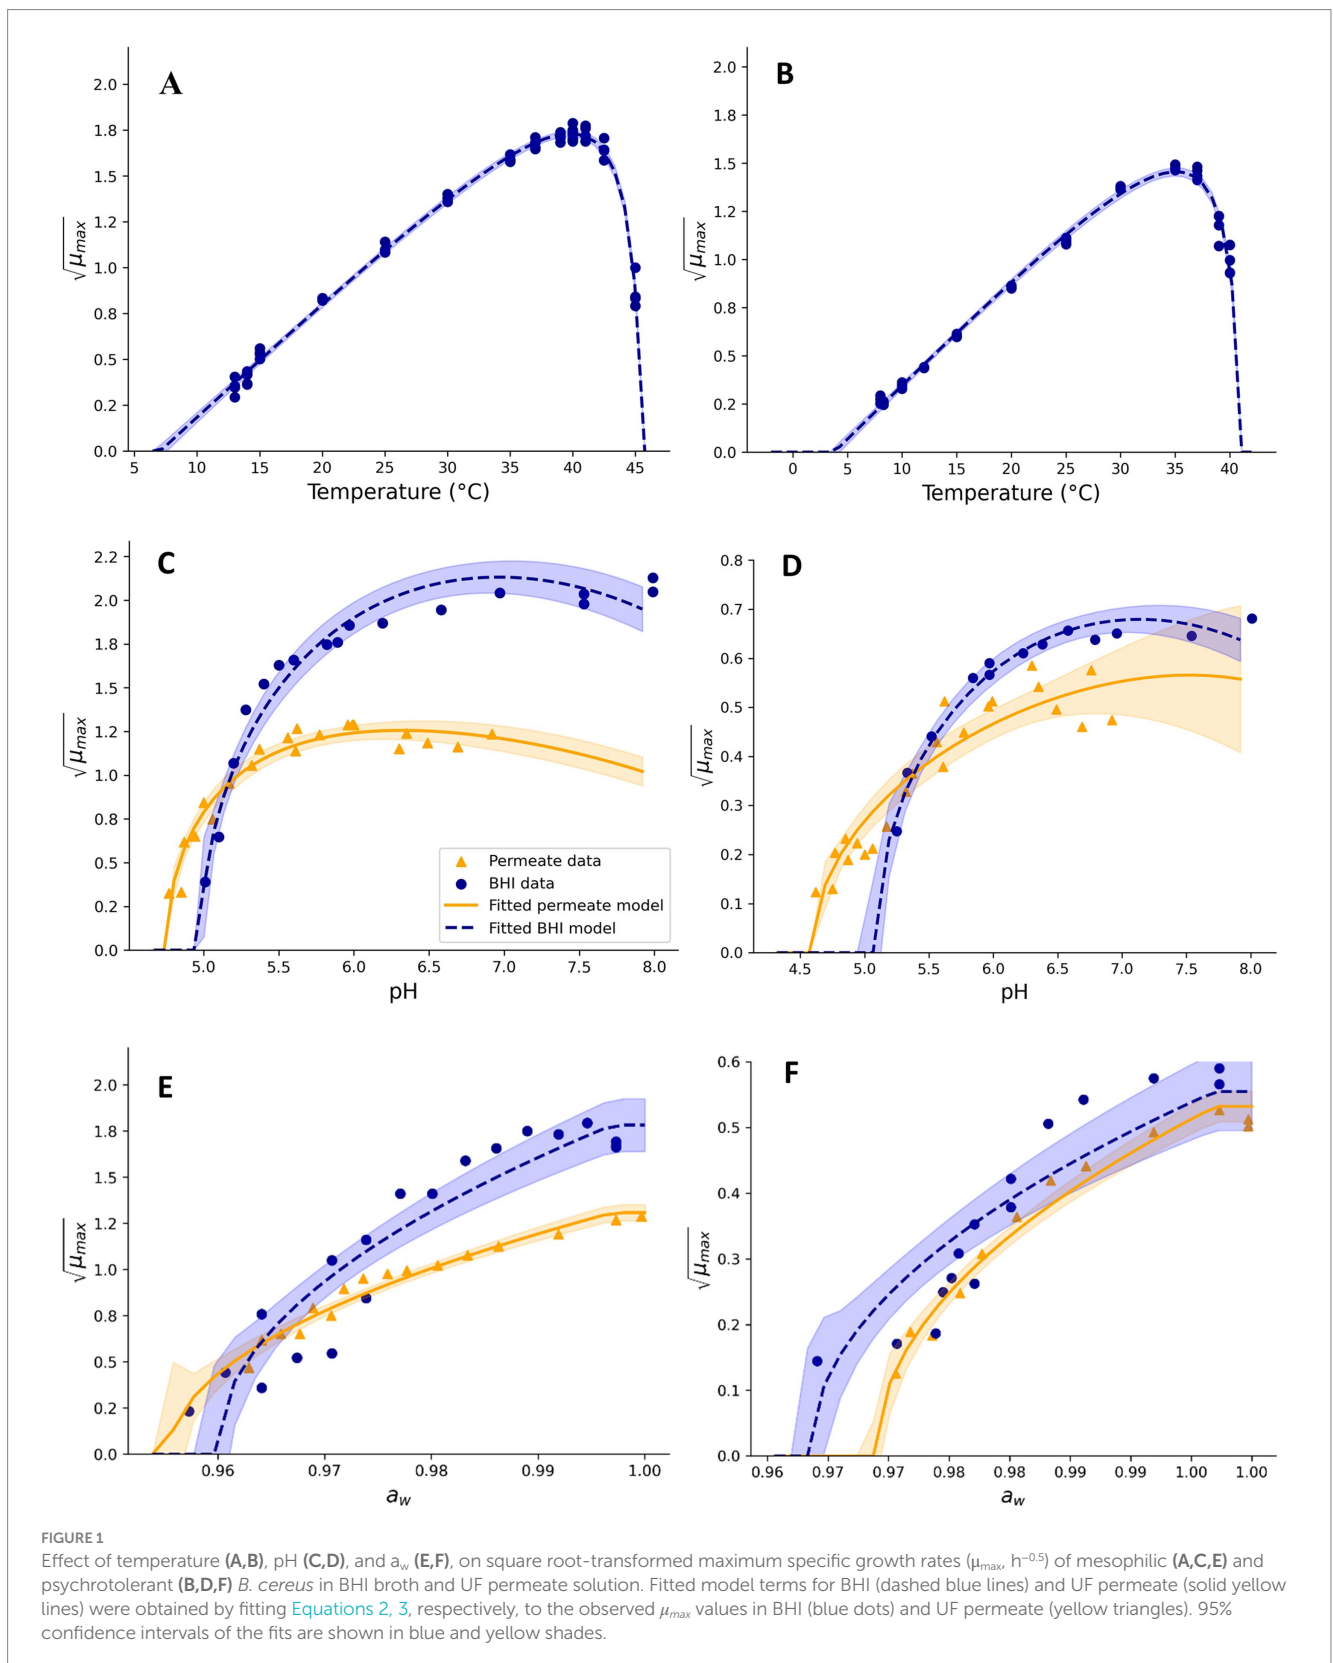 A
2.0
1.8
1.5
1.2
1.0
0.8
0.5
0.2
0.0
√μmax
5 10 15 20 25 30 35 40 45
Temperature (°C)
B
2.0
1.8
1.5
1.2
1.0
0.8
0.5
0.2
0.0
√μmax
0 5 10 15 20 25 30 35 40
Temperature (°C)
C
2.2
2.0
1.8
1.5
1.2
1.0
0.8
0.5
0.2
0.0
√μmax
Permeate data
BHI data
Fitted permeate model
Fitted BHI model
5.0 5.5 6.0 6.5 7.0 7.5 8.0
pH
D
0.8
0.7
0.6
0.5
0.4
0.3
0.2
0.1
0.0
√μmax
4.5 5.0 5.5 6.0 6.5 7.0 7.5 8.0
pH
E
2.0
1.8
1.5
1.2
1.0
0.8
0.5
0.2
0.0
√μmax
0.96 0.97 0.98 0.99 1.00
aw
F
0.6
0.5
0.4
0.3
0.2
0.1
0.0
√μmax
0.96 0.97 0.97 0.98 0.98 0.99 0.99 1.00 1.00
aw
FIGURE 1
Effect of temperature (A,B), pH (C,D), and aw (E,F), on square root-transformed maximum specific growth rates (μmax, h−0.5) of mesophilic (A,C,E) and
psychrotolerant (B,D,F) B. cereus in BHI broth and UF permeate solution. Fitted model terms for BHI (dashed blue lines) and UF permeate (solid yellow
lines) were obtained by fitting Equations 2, 3, respectively, to the observed μmax values in BHI (blue dots) and UF permeate (yellow triangles). 95%
confidence intervals of the fits are shown in blue and yellow shades.